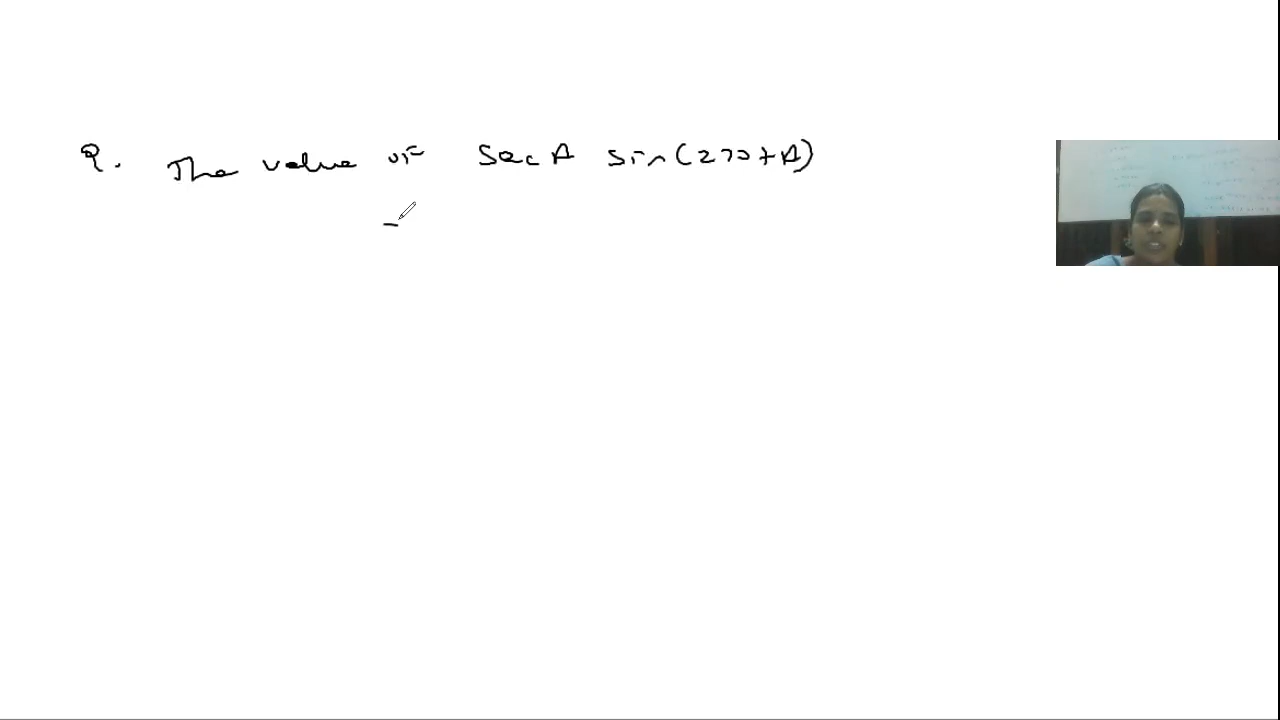 Q. The value of Sec A sin(270+A)